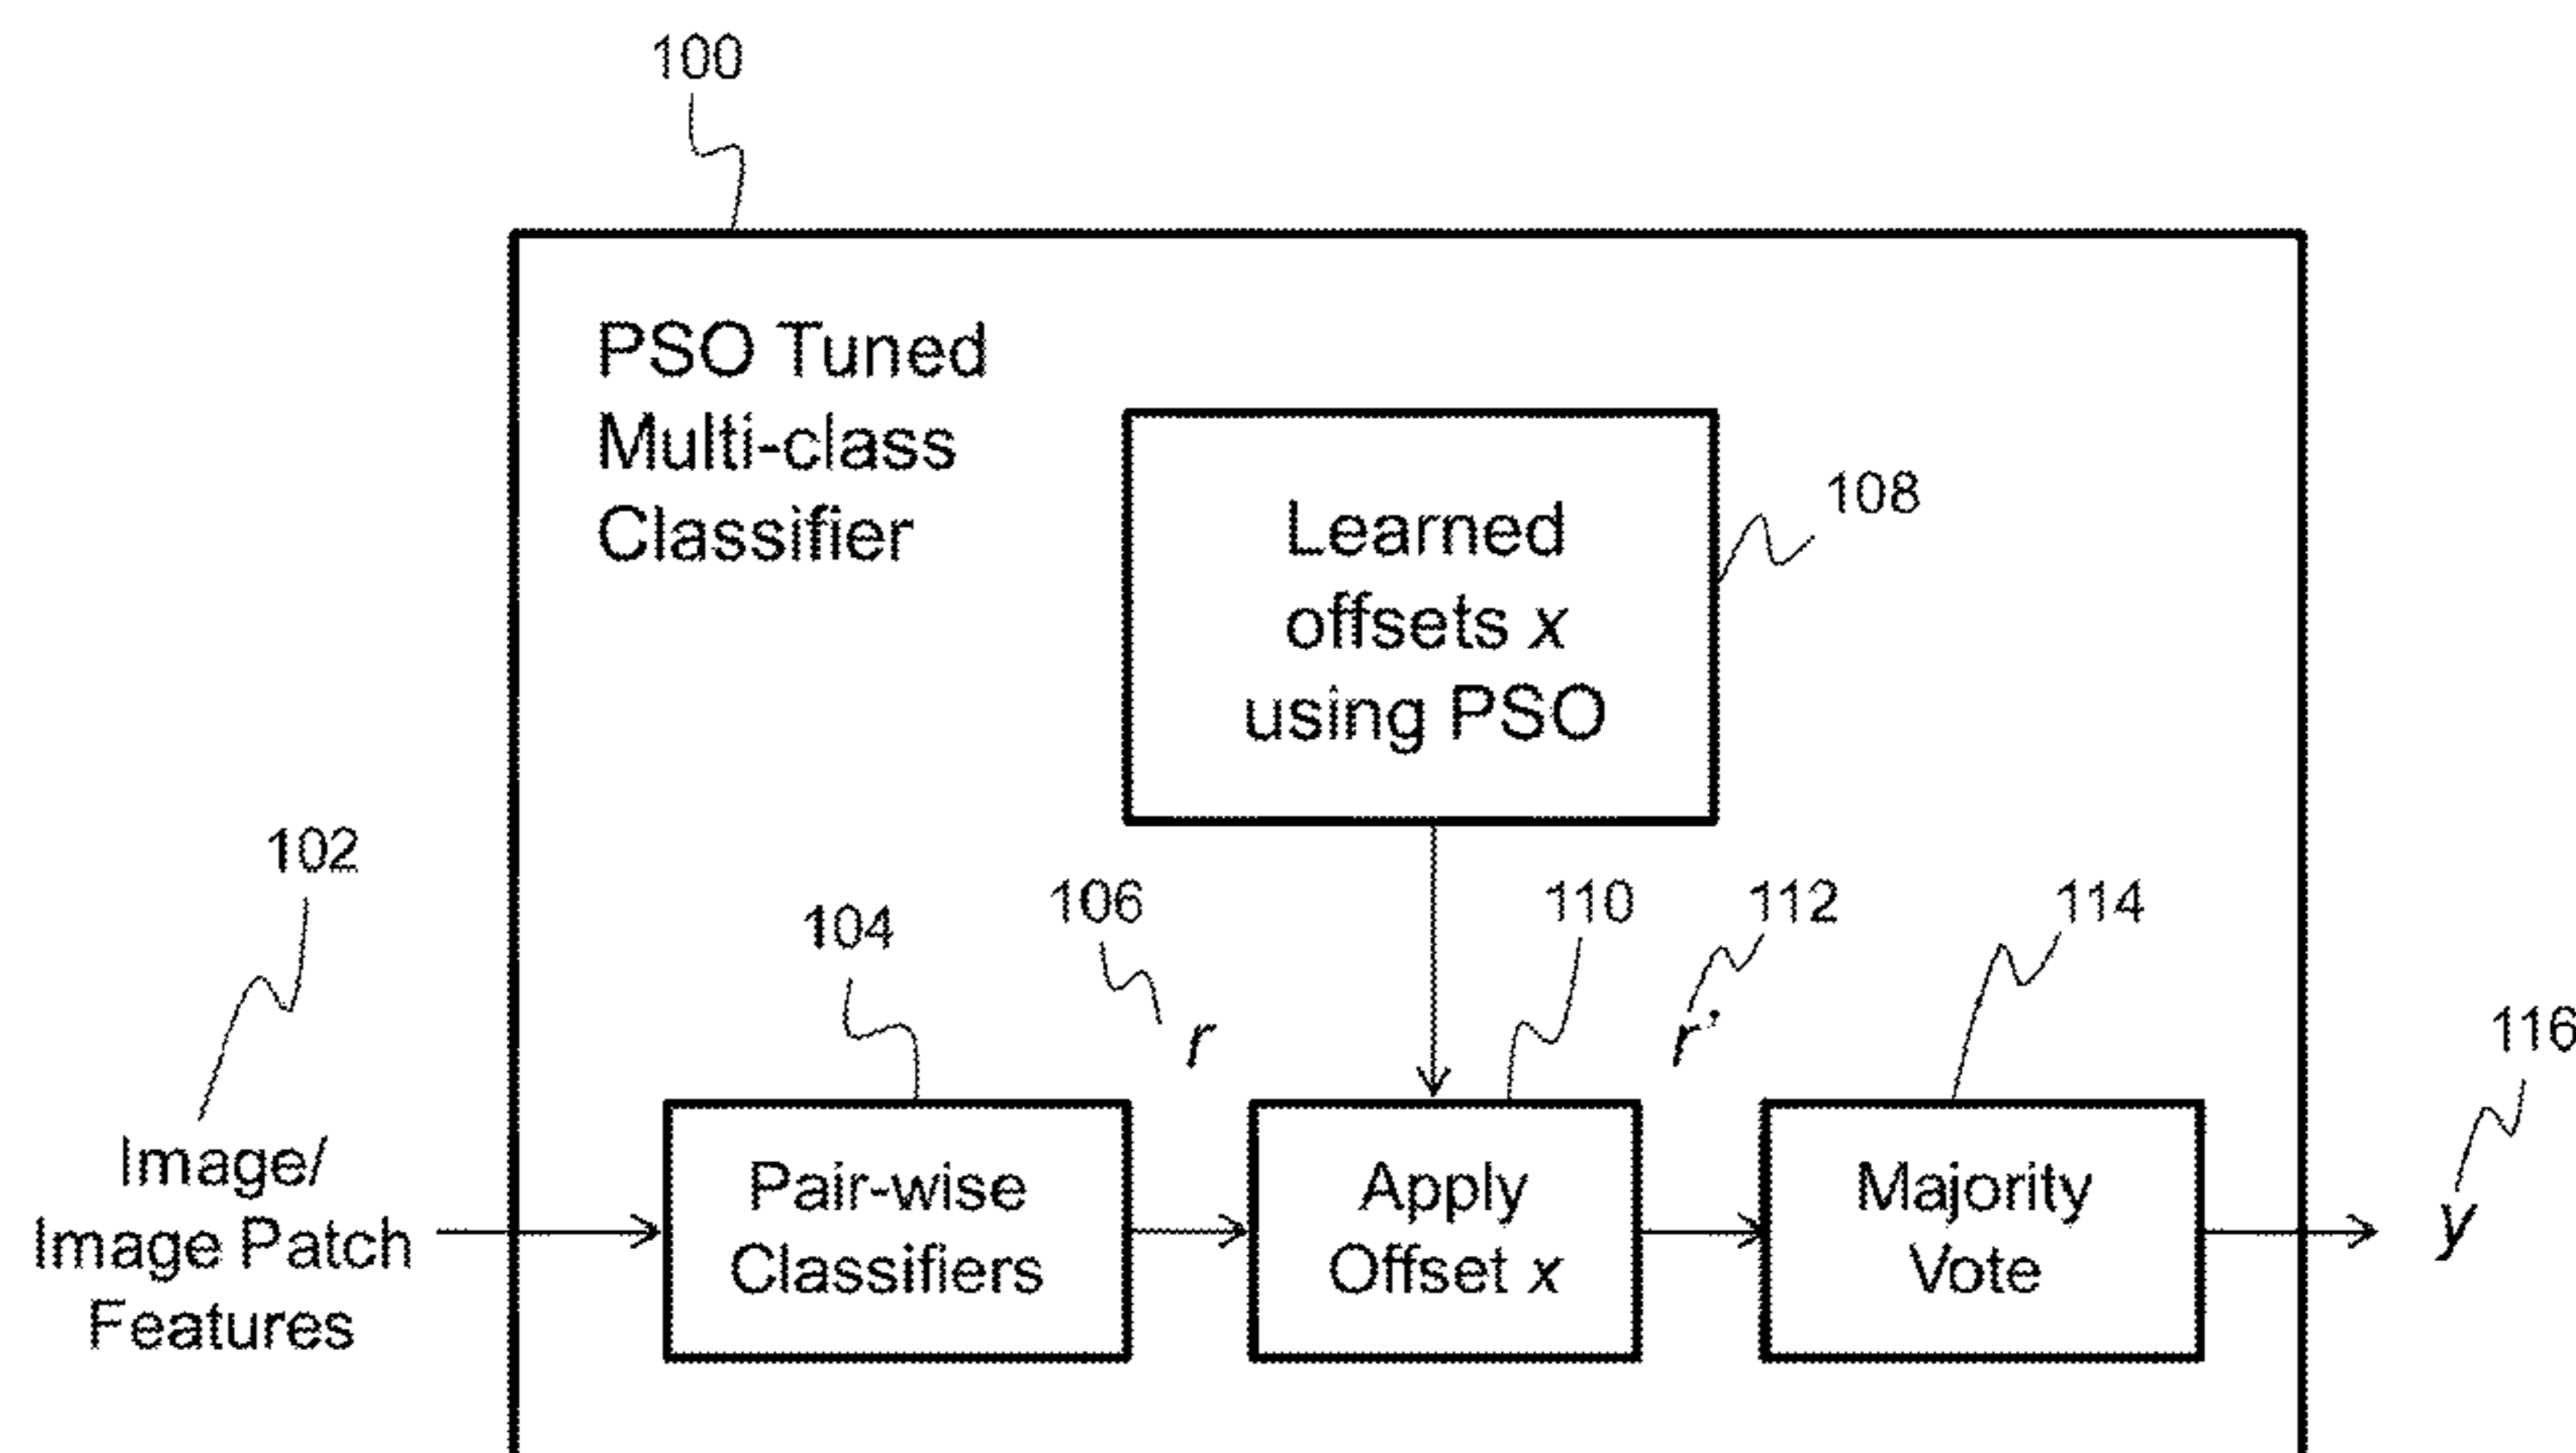 100
PSO Tuned
Multi-class
Classifier
Learned
offsets x
using PSO
108
102
104
106
110
112
114
116
r
r'
Image/
Image Patch
Features
Pair-wise
Classifiers
Apply
Offset x
Majority
Vote
y